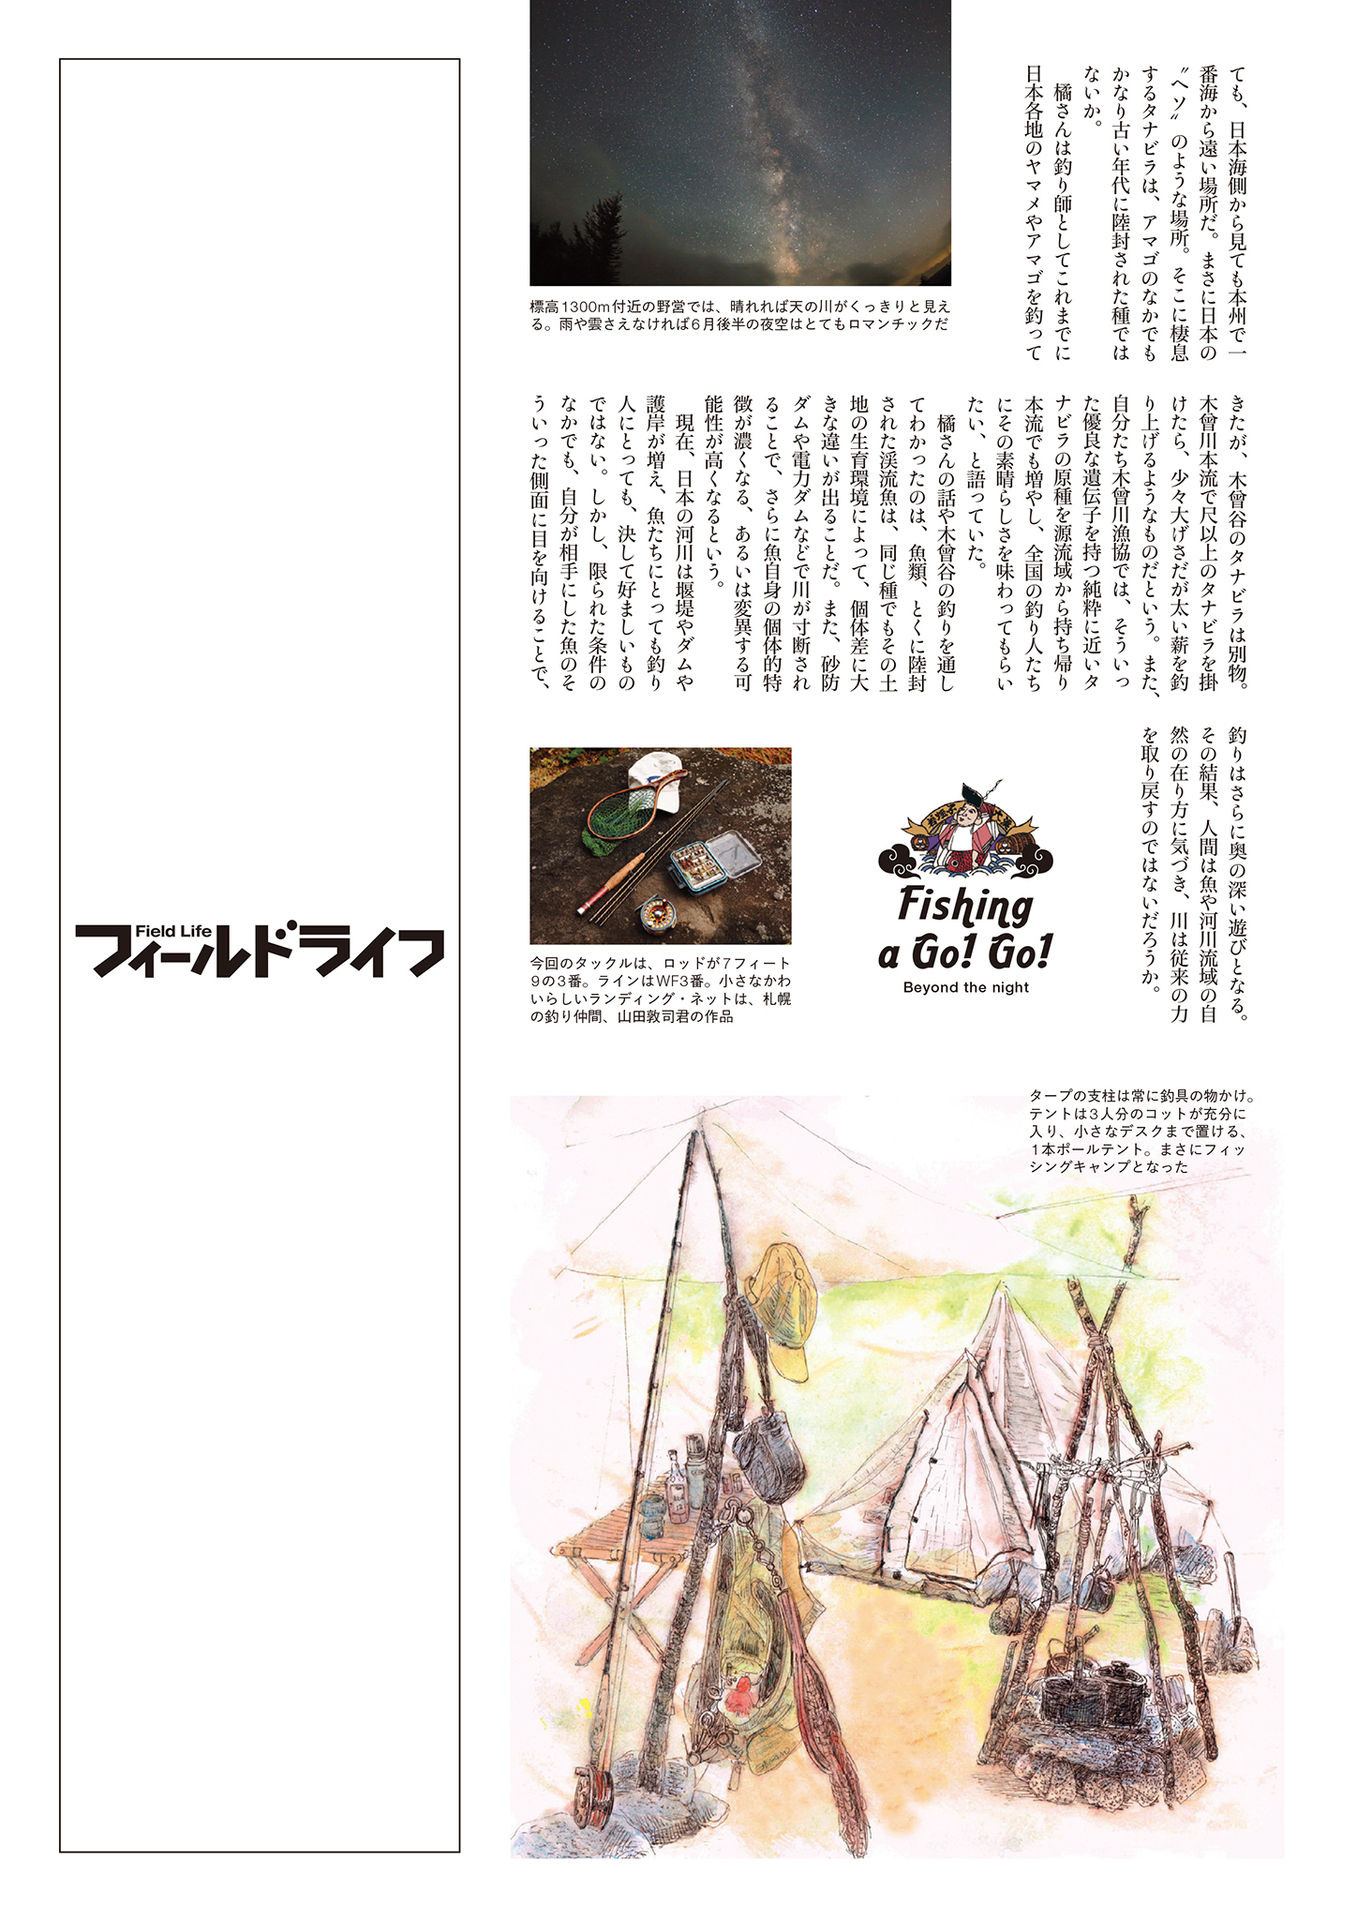 ても、日本海側から見ても本州で一
番海から遠い場所だ。まさに日本の
〝ヘソ〟のような場所。そこに棲息
するタナビラは、アマゴのなかでも
かなり古い年代に陸封された種では
ないか。
橘さんは釣り師としてこれまでに
日本各地のヤマメやアマゴを釣って
標高1300m付近の野営では、晴れれば天の川がくっきりと見え
る。雨や雲さえなければ6月後半の夜空はとてもロマンチックだ
きたが、木曾谷のタナビラは別物。
木曾川本流で尺以上のタナビラを掛
けたら、少々大げさだが太い薪を釣
り上げるようなものだという。また、
自分たち木曾川漁協では、そういっ
た優良な遺伝子を持つ純粋に近いタ
ナビラの原種を源流域から持ち帰り
本流でも増やし、全国の釣り人たち
にその素晴らしさを味わってもらい
たい、と語っていた。
橘さんの話や木曾谷の釣りを通し
てわかったのは、魚類、とくに陸封
された渓流魚は、同じ種でもその土
地の生育環境によって、個体差に大
きな違いが出ることだ。また、砂防
ダムや電力ダムなどで川が寸断され
ることで、さらに魚自身の個体的特
徴が濃くなる、あるいは変異する可
能性が高くなるという。
現在、日本の河川は堰堤やダムや
護岸が増え、魚たちにとっても釣り
人にとっても、決して好ましいもの
ではない。しかし、限られた条件の
なかでも、自分が相手にした魚のそ
ういった側面に目を向けることで、
釣りはさらに奥の深い遊びとなる。
その結果、人間は魚や河川流域の自
然の在り方に気づき、川は従来の力
を取り戻すのではないだろうか。
Fishing
a Go! Go!
Beyond the night
今回のタックルは、ロッドが7フィート
9の3番。ラインはWF3番。小さなかわ
いらしいランディング・ネットは、札幌
の釣り仲間、山田敦司君の作品
タープの支柱は常に釣具の物かけ。
テントは3人分のコットが充分に
入り、小さなデスクまで置ける、
1本ポールテント。まさにフィッ
シングキャンプとなった
Field Life
フィールドライフ